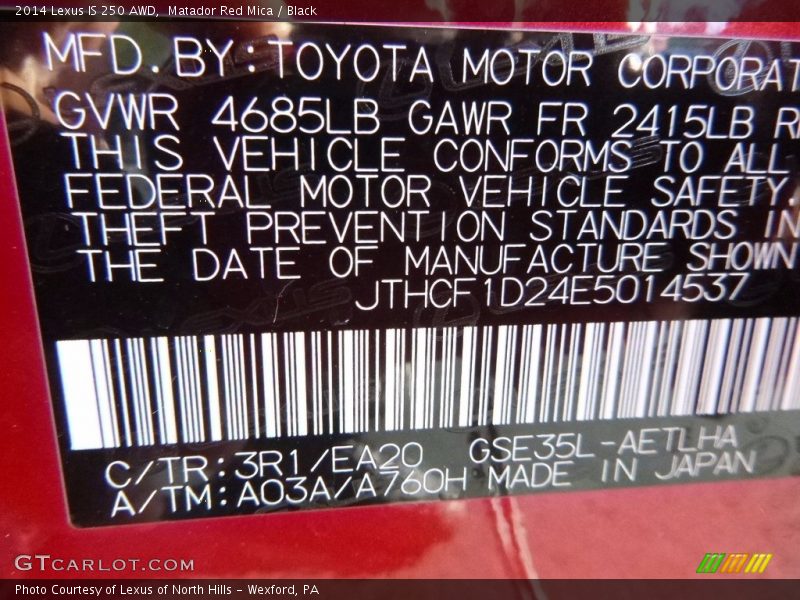 2014 Lexus IS 250 AWD, Matador Red Mica / Black
MFD. BY: TOYOTA MOTOR CORPORAT
GVWR 4685LB GAWR FR 2415LB R
THIS VEHICLE CONFORMS TO ALL
FEDERAL MOTOR VEHICLE SAFETY,
THEFT PREVENTION STANDARDS IN
THE DATE OF MANUFACTURE SHOWN
JTHCF1D24E5014537
C/TR:3R1/EA20 GSE35L-AETLHA
A/TM:A03A/A760H MADE IN JAPAN
GTCARLOT.COM
Photo Courtesy of Lexus of North Hills - Wexford, PA